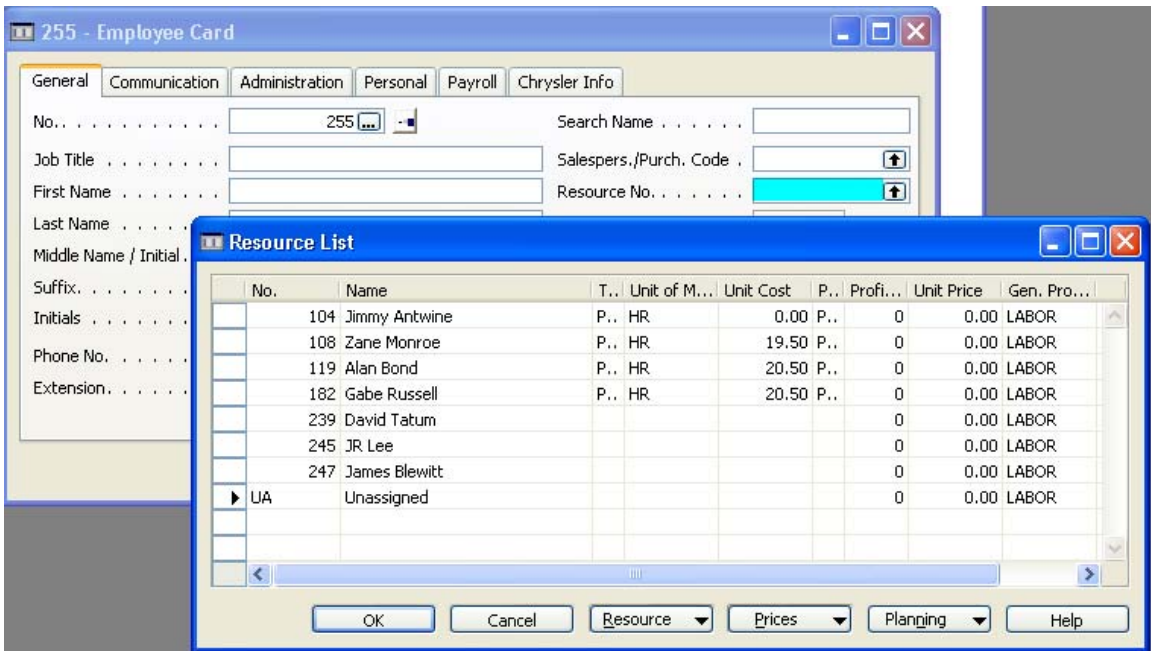 255 - Employee Card
General Communication Administration Personal Payroll Chrysler Info
No. . . . . . . . . . . . 255 ... Search Name . . . . . .
Job Title . . . . . . . . Salespers./Purch. Code .
First Name . . . . . . . Resource No. . . . . . .
Last Name . . . . .
Middle Name / Initial .
Suffix. . . . . . . .
Initials . . . . . . .
Phone No. . . . . .
Extension. . . . . .
Resource List
No. Name T.. Unit of M... Unit Cost P.. Profi... Unit Price Gen. Pro...
104 Jimmy Antwine P.. HR 0.00 P.. 0 0.00 LABOR
108 Zane Monroe P.. HR 19.50 P.. 0 0.00 LABOR
119 Alan Bond P.. HR 20.50 P.. 0 0.00 LABOR
182 Gabe Russell P.. HR 20.50 P.. 0 0.00 LABOR
239 David Tatum 0 0.00 LABOR
245 JR Lee 0 0.00 LABOR
247 James Blewitt 0 0.00 LABOR
UA Unassigned 0 0.00 LABOR
OK Cancel Resource Prices Planning Help